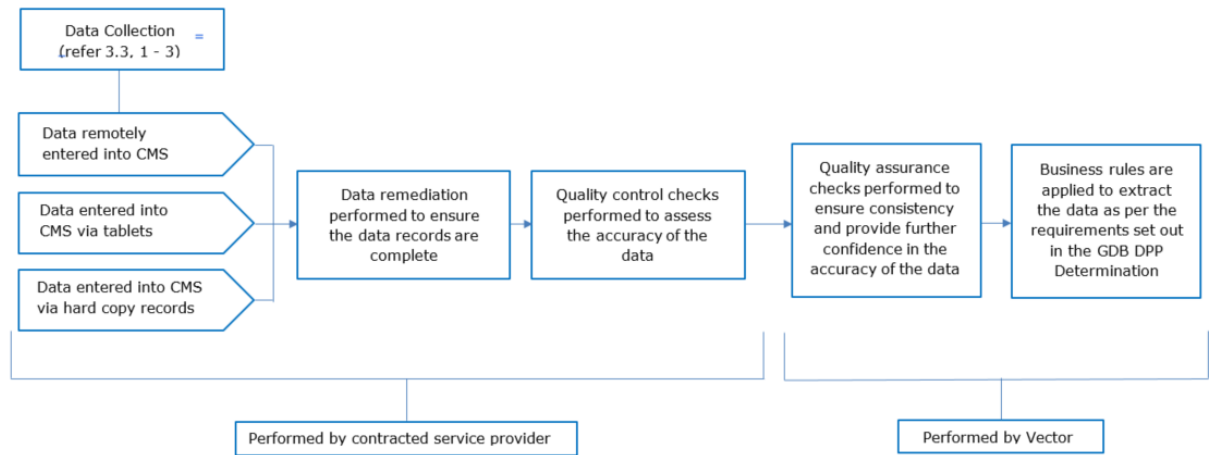 Data Collection
(refer 3.3, 1 - 3)
=
Data remotely
entered into CMS
Data entered into
CMS via tablets
Data entered into CMS
via hard copy records
Data remediation
performed to ensure
the data records are
complete
Quality control checks
performed to assess
the accuracy of the
data
Quality assurance
checks performed to
ensure consistency
and provide further
confidence in the
accuracy of the data
Business rules are
applied to extract
the data as per the
requirements set out
in the GDB DPP
Determination
Performed by contracted service provider
Performed by Vector